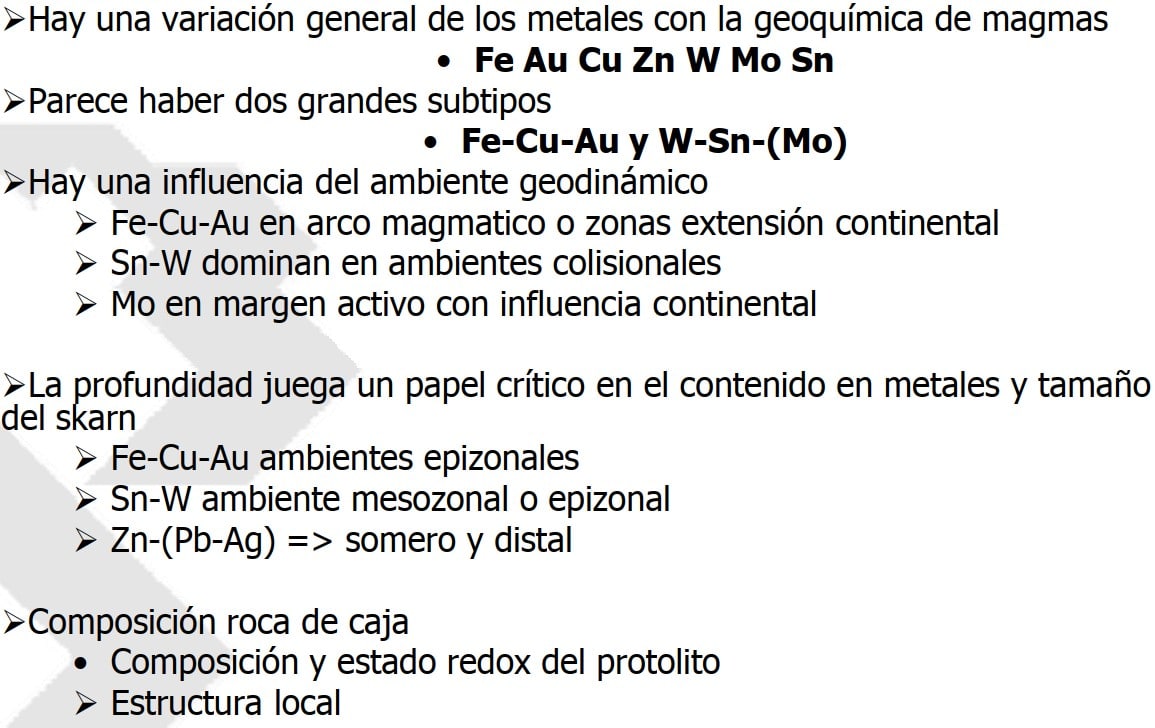 ➢Hay una variación general de los metales con la geoquímica de magmas
• Fe Au Cu Zn W Mo Sn
➢Parece haber dos grandes subtipos
• Fe-Cu-Au y W-Sn-(Mo)
➢Hay una influencia del ambiente geodinámico
➢ Fe-Cu-Au en arco magmatico o zonas extensión continental
➢ Sn-W dominan en ambientes colisionales
➢ Mo en margen activo con influencia continental
➢La profundidad juega un papel crítico en el contenido en metales y tamaño
del skarn
➢ Fe-Cu-Au ambientes epizonales
➢ Sn-W ambiente mesozonal o epizonal
➢ Zn-(Pb-Ag) => somero y distal
➢Composición roca de caja
• Composición y estado redox del protolito
➢ Estructura local